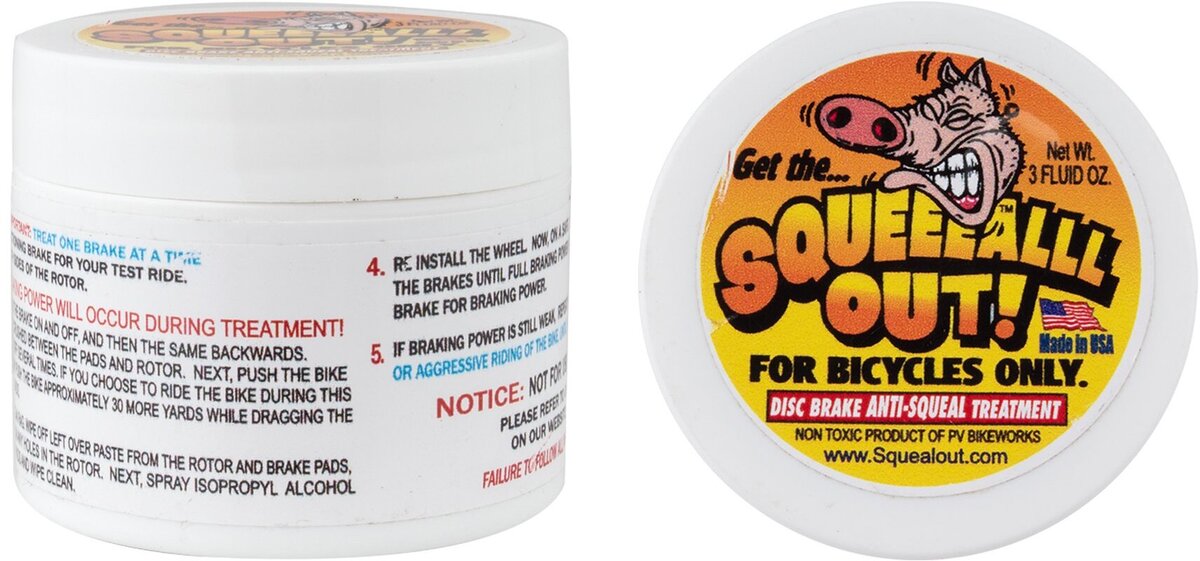 Get the...
SQUEEEALLL
OUT!
TREAT ONE BRAKE AT A TIME
BRAKE FOR YOUR TEST RIDE.
OF THE ROTOR.
POWER WILL OCCUR DURING TREATMENT!
BRAKE ON AND OFF, AND THEN THE SAME BACKWARDS.
BETWEEN THE PADS AND ROTOR. NEXT, PUSH THE BIKE
SEVERAL TIMES. IF YOU CHOOSE TO RIDE THE BIKE DURING THIS
THE BIKE APPROXIMATELY 30 MORE YARDS WHILE DRAGGING THE
WIPE OFF LEFT OVER PASTE FROM THE ROTOR AND BRAKE PADS,
HOLES IN THE ROTOR. NEXT, SPRAY ISOPROPYL ALCOHOL
WIPE CLEAN.
4. RE INSTALL THE WHEEL. NOW, ON A
THE BRAKES UNTIL FULL BRAKING
BRAKE FOR BRAKING POWER.
5. IF BRAKING POWER IS STILL WEAK,
OR AGGRESSIVE RIDING OF THE BIKE
NOTICE: NOT FOR
PLEASE REFER TO
ON OUR
FAILURE TO FOLLOW
Get the...
Net Wt.
3 FLUID OZ.
SQUEEEALLL™
OUT!
Made in USA
FOR BICYCLES ONLY.
DISC BRAKE ANTI-SQUEAL TREATMENT
NON TOXIC PRODUCT OF PV BIKEWORKS
www.Squealout.com